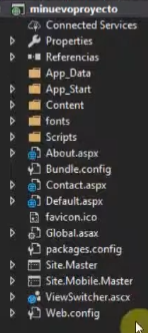 minuevoproyecto
Connected Services
Properties
Referencias
App_Data
App_Start
Content
fonts
Scripts
About.aspx
Bundle.config
Contact.aspx
Default.aspx
favicon.ico
Global.asax
packages.config
Site.Master
Site.Mobile.Master
ViewSwitcher.ascx
Web.config